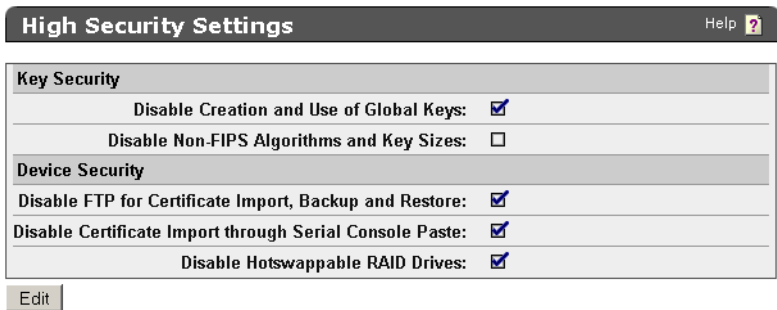 High Security Settings
Help ?
Key Security
Disable Creation and Use of Global Keys:
Disable Non-FIPS Algorithms and Key Sizes:
Device Security
Disable FTP for Certificate Import, Backup and Restore:
Disable Certificate Import through Serial Console Paste:
Disable Hotswappable RAID Drives:
Edit